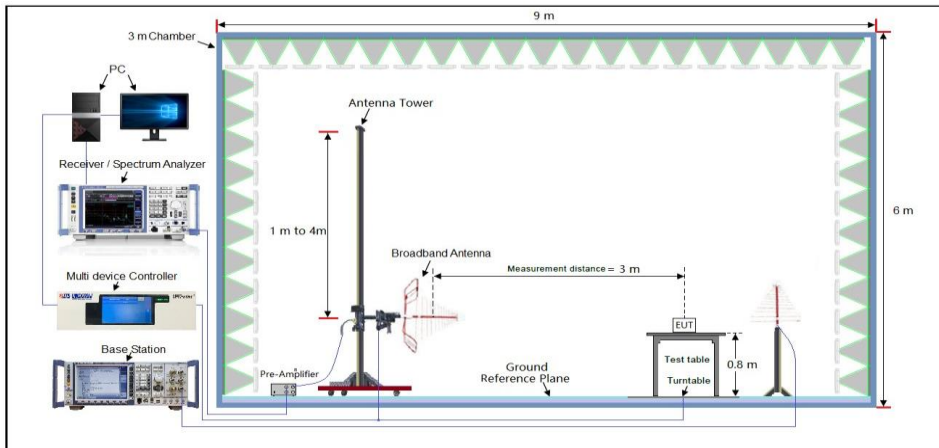 9 m
3 m Chamber
PC
Antenna Tower
Receiver / Spectrum Analyzer
6 m
1 m to 4m
Broadband Antenna
Measurement distance = 3 m
Multi device Controller
EUT
Base Station
Pre-Amplifier
Ground
Reference Plane
Test table
0.8 m
Turntable